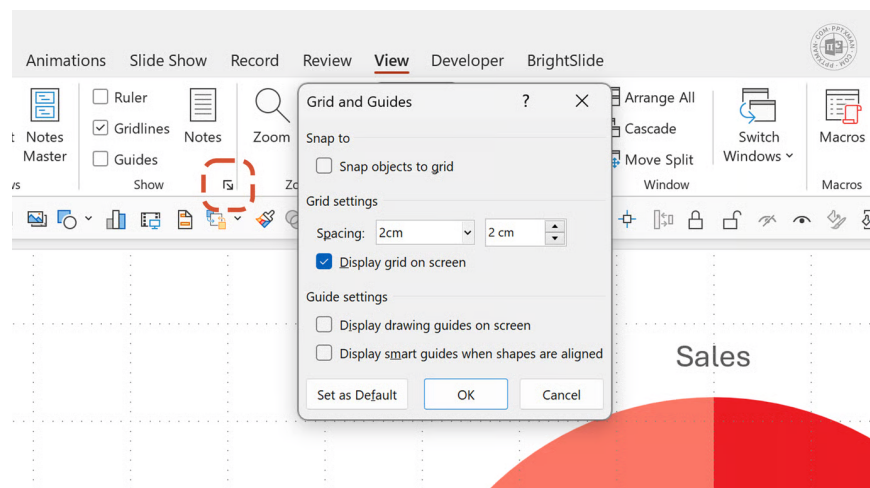 Animations Slide Show Record Review View Developer BrightSlide
Ruler
Gridlines
Guides
Notes
Master
Notes
Zoom
Show
Grid and Guides ? 
Snap to
Snap objects to grid
Grid settings
Spacing: 2cm 2 cm
Display grid on screen
Guide settings
Display drawing guides on screen
Display smart guides when shapes are aligned
Set as Default OK Cancel
Arrange All
Cascade
Move Split
Window
Switch
Windows
Macros
Macros
Sales